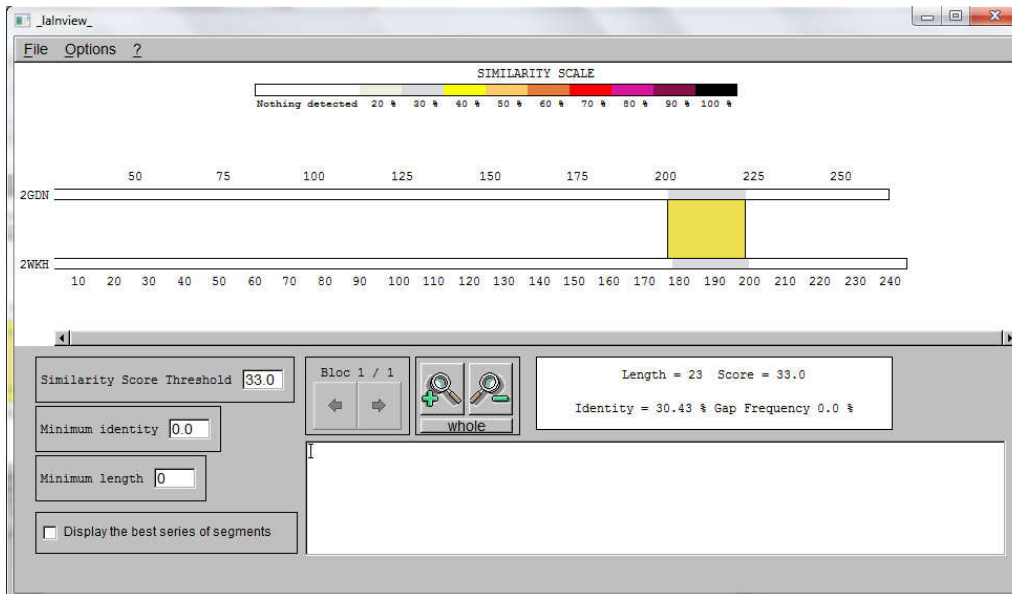 _lalnview_
File Options ?
SIMILARITY SCALE
Nothing detected 20 % 30 % 40 % 50 % 60 % 70 % 80 % 90 % 100 %
50 75 100 125 150 175 200 225 250
2GDN
2WKH
10 20 30 40 50 60 70 80 90 100 110 120 130 140 150 160 170 180 190 200 210 220 230 240
Similarity Score Threshold 33.0
Minimum identity 0.0
Minimum length 0
Display the best series of segments
Bloc 1 / 1
whole
Length = 23 Score = 33.0
Identity = 30.43 % Gap Frequency 0.0 %